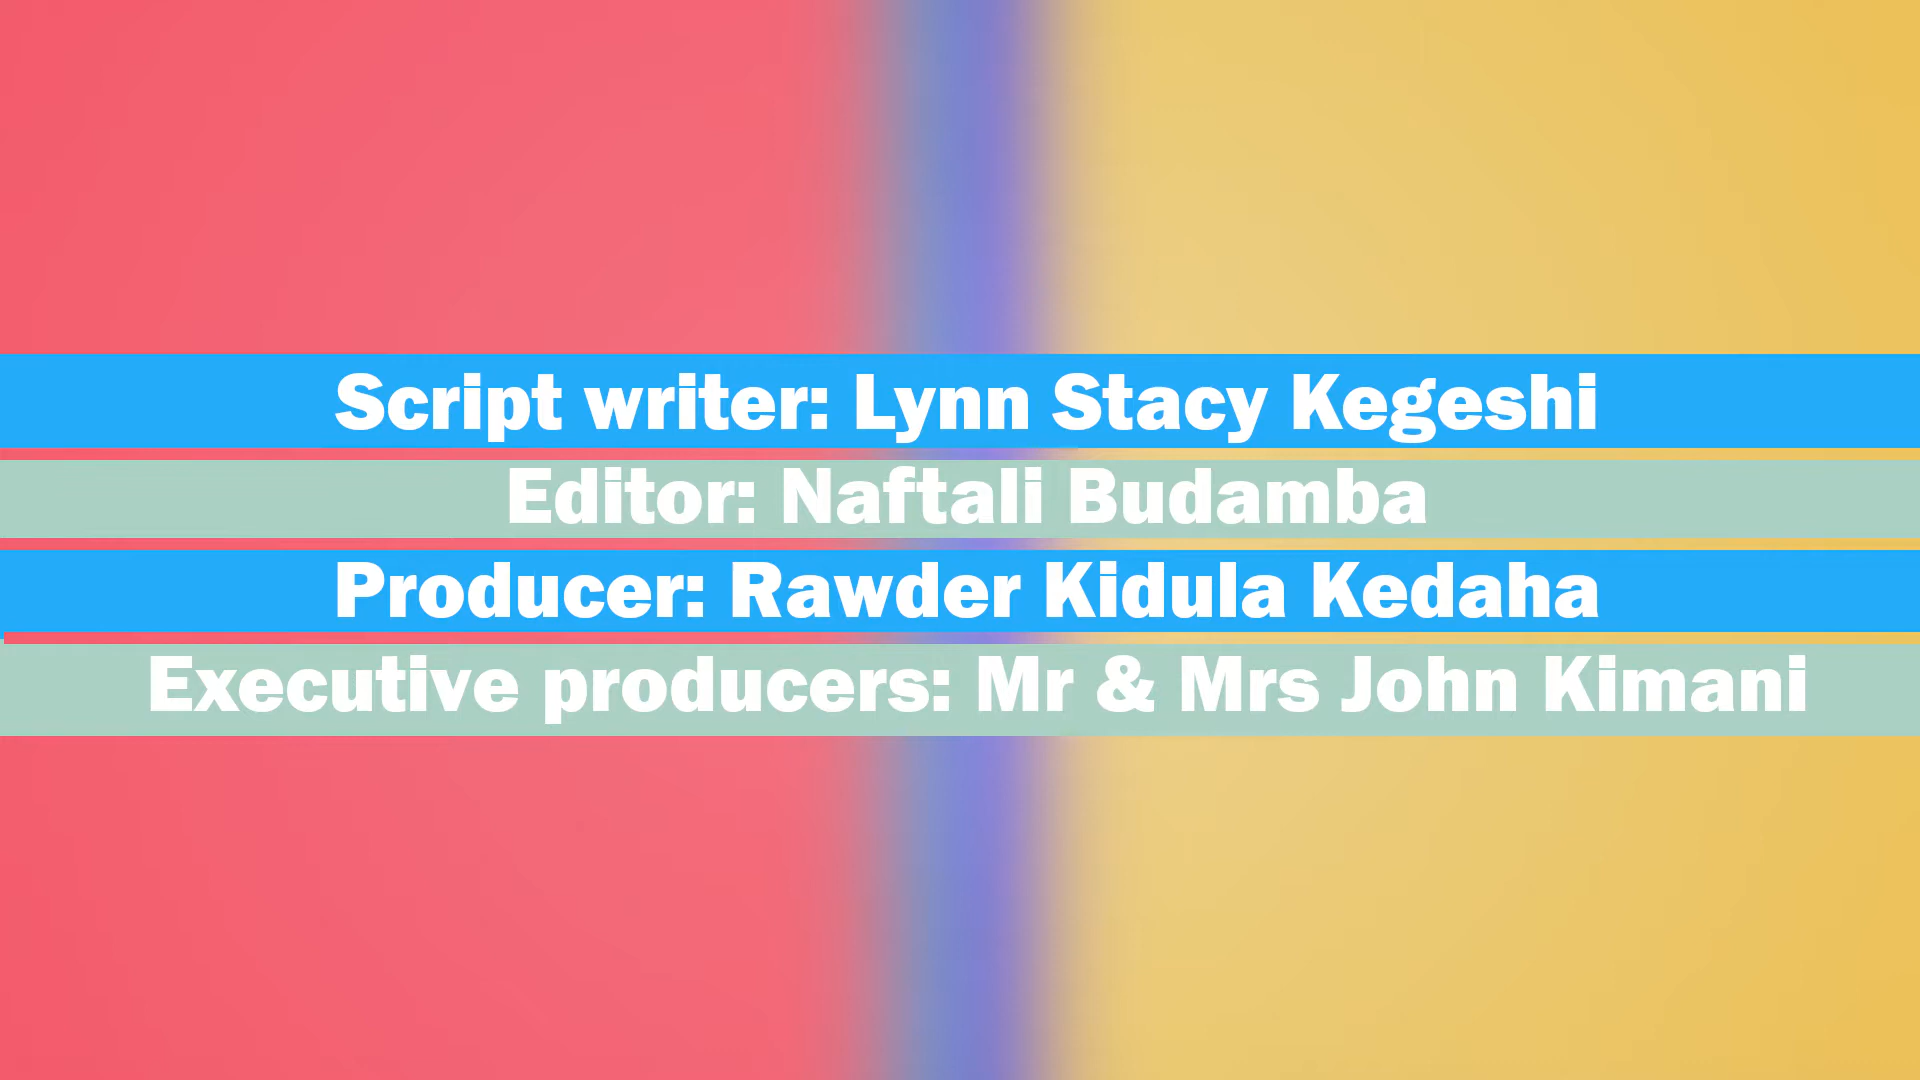 Script writer: Lynn Stacy Kegeshi
Editor: Naftali Budamba
Producer: Rawder Kidula Kedaha
Executive producers: Mr & Mrs John Kimani